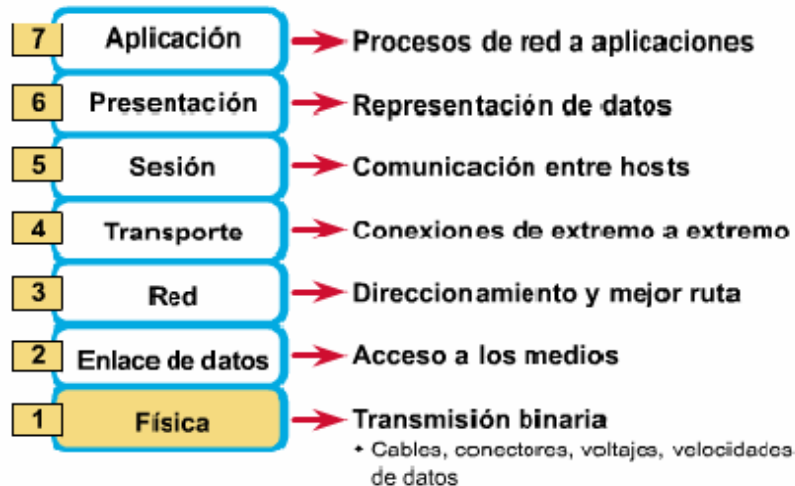 7 Aplicación Procesos de red a aplicaciones
6 Presentación Representación de datos
5 Sesión Comunicación entre hosts
4 Transporte Conexiones de extremo a extremo
3 Red Direccionamiento y mejor ruta
2 Enlace de datos Acceso a los medios
1 Física Transmisión binaria
• Cables, conectores, voltajes, velocidades
de datos